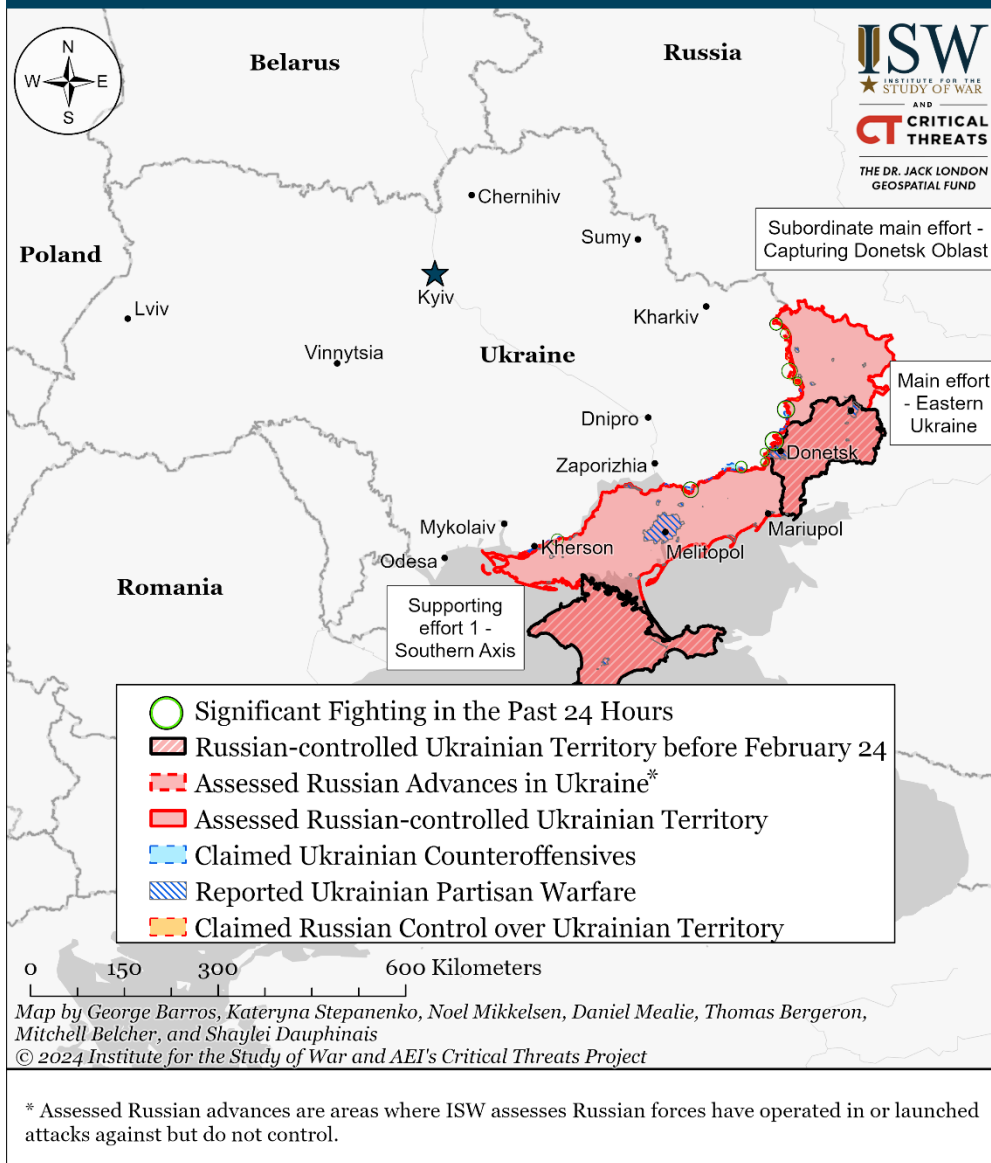 N
W E
S
Belarus
Russia
ISW
INSTITUTE FOR THE
STUDY OF WAR
AND
CT CRITICAL
THREATS
THE DR. JACK LONDON
GEOSPATIAL FUND
Chernihiv
Sumy
Subordinate main effort -
Capturing Donetsk Oblast
Poland
Kyiv
Lviv
Kharkiv
Vinnytsia
Ukraine
Main effort
- Eastern
Ukraine
Dnipro
Donetsk
Zaporizhia
Mykolaiv
Mariupol
Kherson
Melitopol
Odesa
Romania
Supporting
effort 1 -
Southern Axis
Significant Fighting in the Past 24 Hours
Russian-controlled Ukrainian Territory before February 24
Assessed Russian Advances in Ukraine*
Assessed Russian-controlled Ukrainian Territory
Claimed Ukrainian Counteroffensives
Reported Ukrainian Partisan Warfare
Claimed Russian Control over Ukrainian Territory
0 150 300 600 Kilometers
Map by George Barros, Kateryna Stepanenko, Noel Mikkelsen, Daniel Mealie, Thomas Bergeron,
Mitchell Belcher, and Shaylei Dauphinais
© 2024 Institute for the Study of War and AEI's Critical Threats Project
* Assessed Russian advances are areas where ISW assesses Russian forces have operated in or launched
attacks against but do not control.